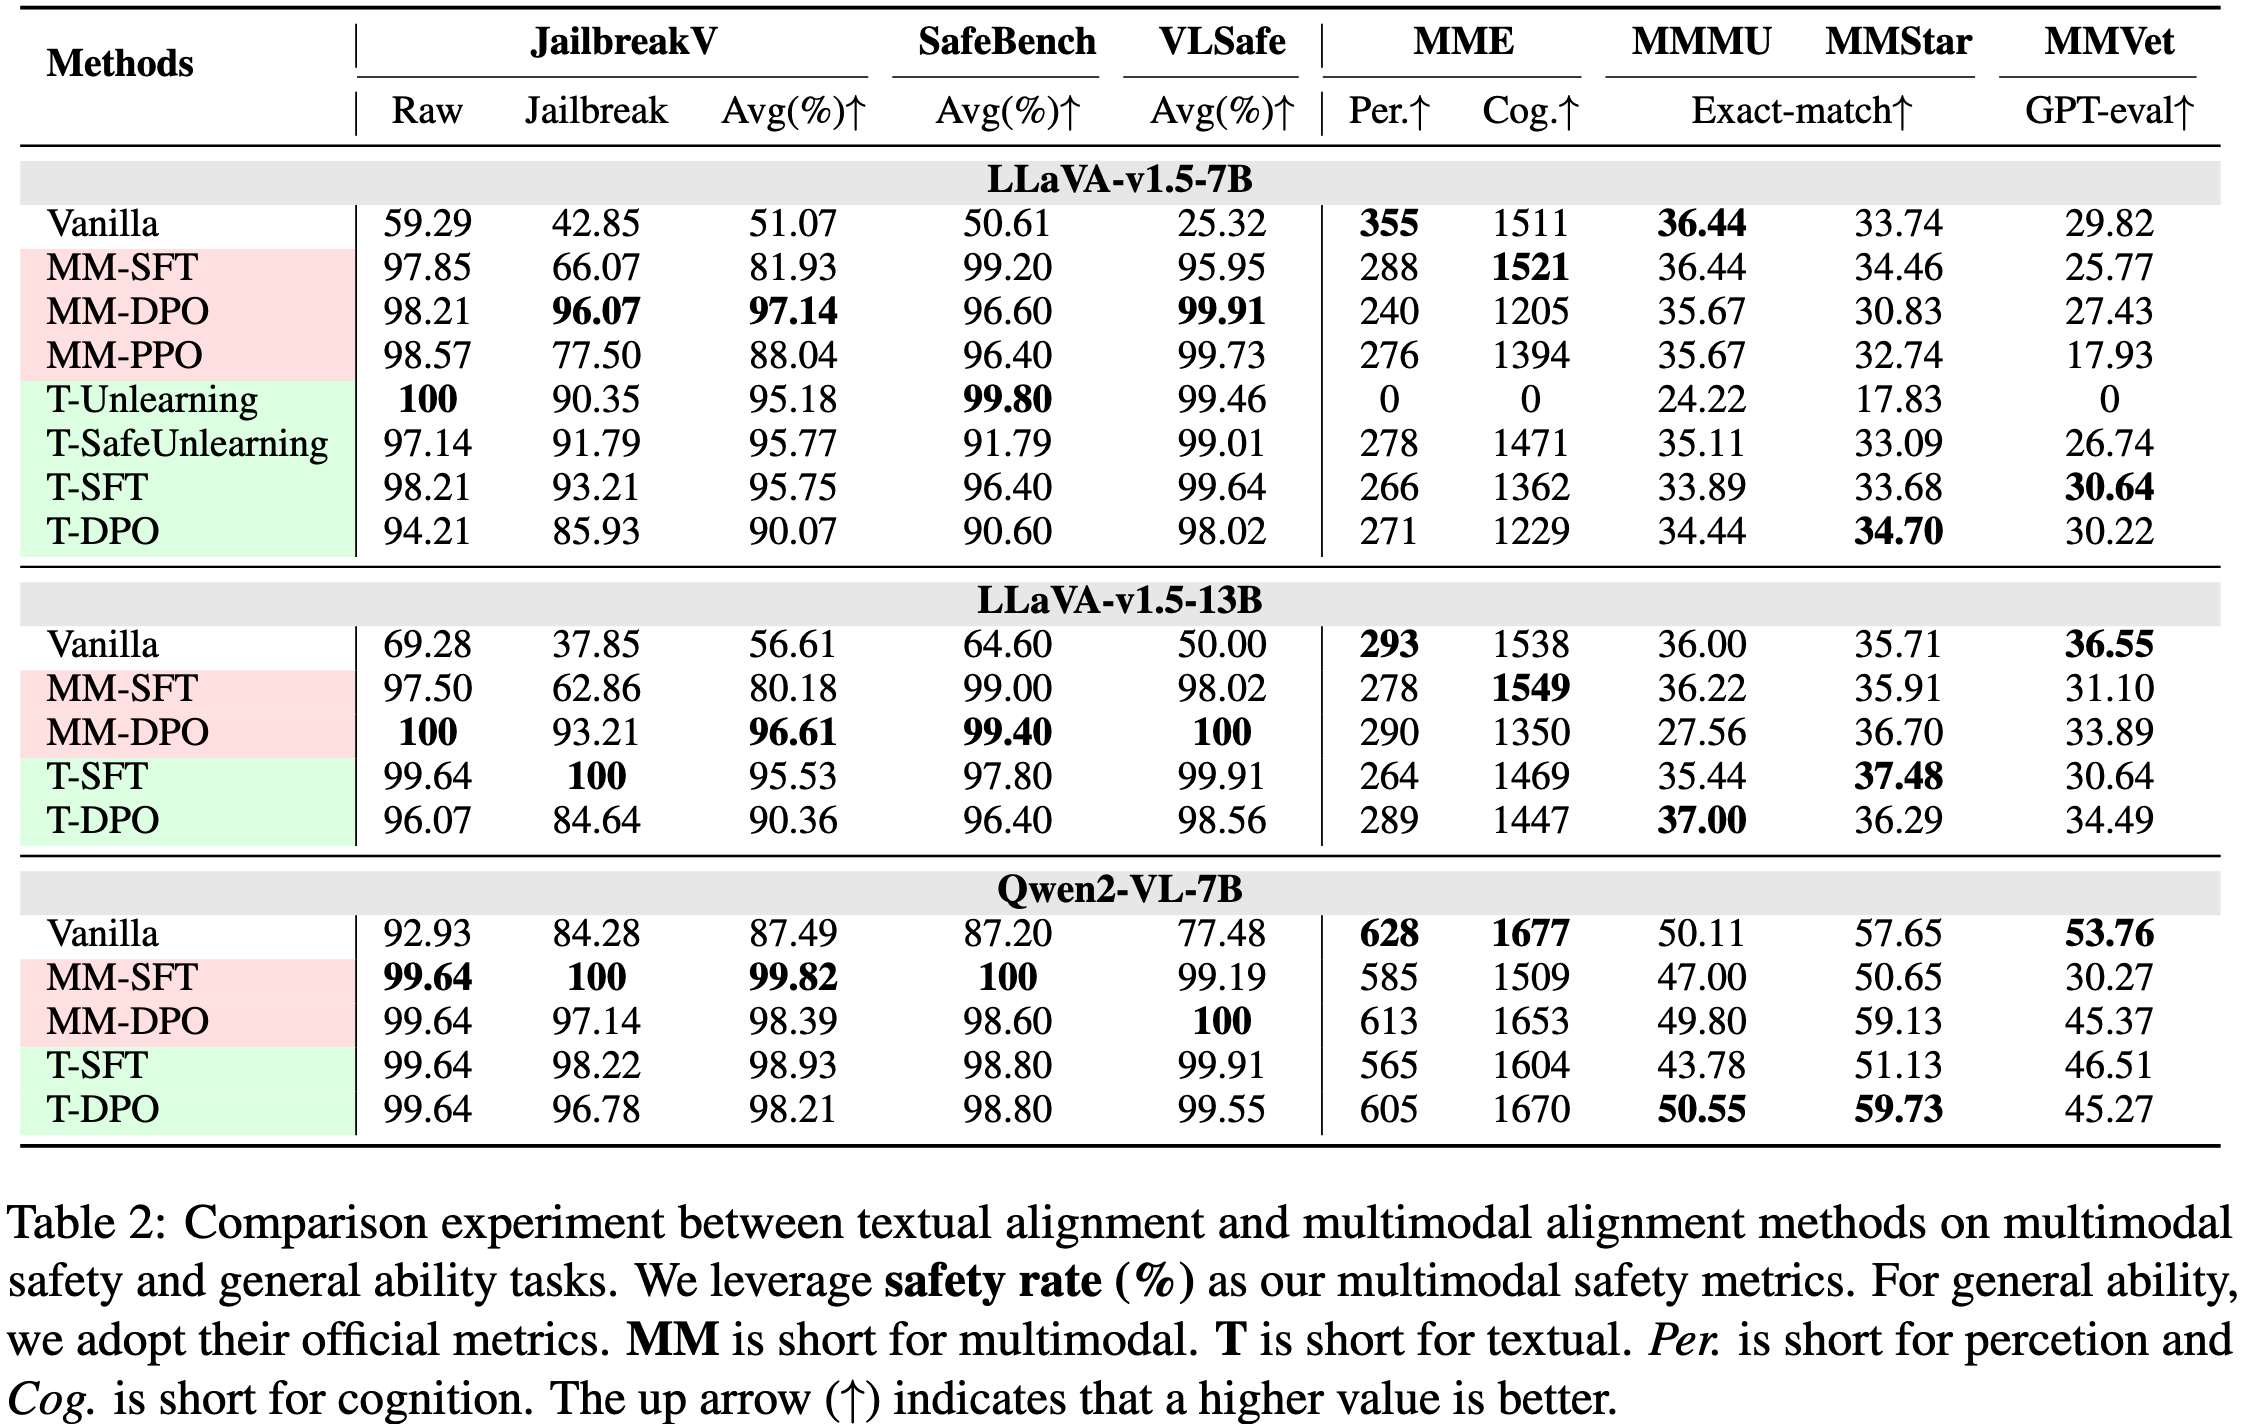 Methods JailbreakV SafeBench VLSafe MME MMMU MMStar MMVet
Raw Jailbreak Avg(%)↑ Avg(%)↑ Avg(%)↑ Per.↑ Cog.↑ Exact-match↑ GPT-eval↑
LLaVA-v1.5-7B
Vanilla 59.29 42.85 51.07 50.61 25.32 355 1511 36.44 33.74 29.82
MM-SFT 97.85 66.07 81.93 99.20 95.95 288 1521 36.44 34.46 25.77
MM-DPO 98.21 96.07 97.14 96.60 99.91 240 1205 35.67 30.83 27.43
MM-PPO 98.57 77.50 88.04 96.40 99.73 276 1394 35.67 32.74 17.93
T-Unlearning 100 90.35 95.18 99.80 99.46 0 0 24.22 17.83 0
T-SafeUnlearning 97.14 91.79 95.77 91.79 99.01 278 1471 35.11 33.09 26.74
T-SFT 98.21 93.21 95.75 96.40 99.64 266 1362 33.89 33.68 30.64
T-DPO 94.21 85.93 90.07 90.60 98.02 271 1229 34.44 34.70 30.22
LLaVA-v1.5-13B
Vanilla 69.28 37.85 56.61 64.60 50.00 293 1538 36.00 35.71 36.55
MM-SFT 97.50 62.86 80.18 99.00 98.02 278 1549 36.22 35.91 31.10
MM-DPO 100 93.21 96.61 99.40 100 290 1350 27.56 36.70 33.89
T-SFT 99.64 100 95.53 97.80 99.91 264 1469 35.44 37.48 30.64
T-DPO 96.07 84.64 90.36 96.40 98.56 289 1447 37.00 36.29 34.49
Qwen2-VL-7B
Vanilla 92.93 84.28 87.49 87.20 77.48 628 1677 50.11 57.65 53.76
MM-SFT 99.64 100 99.82 100 99.19 585 1509 47.00 50.65 30.27
MM-DPO 99.64 97.14 98.39 98.60 100 613 1653 49.80 59.13 45.37
T-SFT 99.64 98.22 98.93 98.80 99.91 565 1604 43.78 51.13 46.51
T-DPO 99.64 96.78 98.21 98.80 99.55 605 1670 50.55 59.73 45.27
Table 2: Comparison experiment between textual alignment and multimodal alignment methods on multimodal
safety and general ability tasks. We leverage safety rate (%) as our multimodal safety metrics. For general ability,
we adopt their official metrics. MM is short for multimodal. T is short for textual. Per. is short for percetion and
Cog. is short for cognition. The up arrow (↑) indicates that a higher value is better.